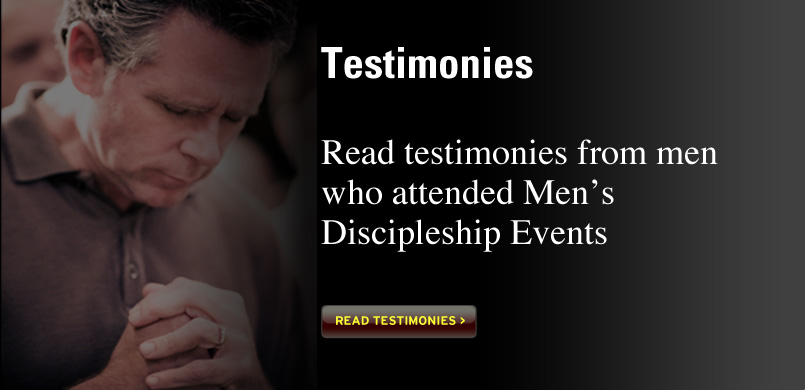 Testimonies
Read testimonies from men
who attended Men’s
Discipleship Events
READ TESTIMONIES >